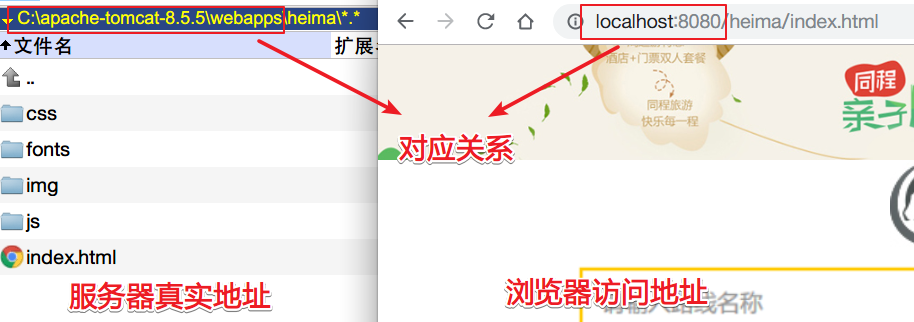 C:\apache-tomcat-8.5.5\webapps\heima\*.*
文件名
扩展
..
css
fonts
img
js
index.html
服务器真实地址
localhost:8080/heima/index.html
酒店+门票双人套餐
同程旅游
快乐每一程
同程
亲子
对应关系
浏览器访问地址
请输入路线名称